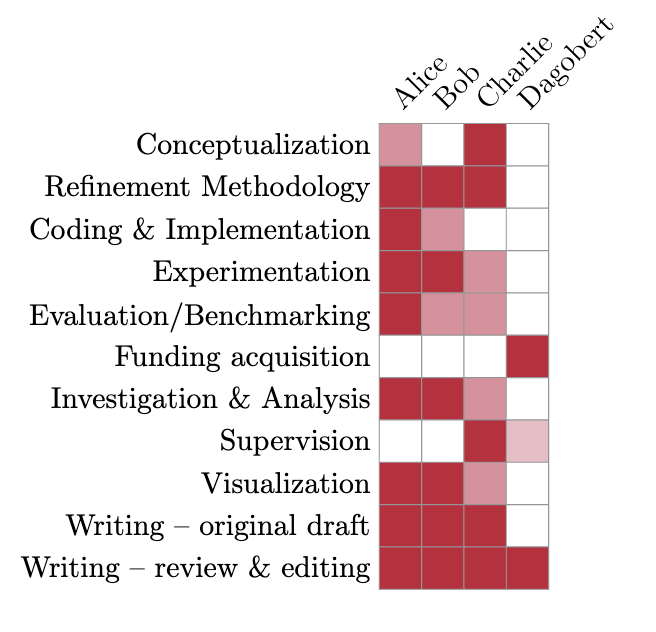 Alice
Bob
Charlie
Dagobert
Conceptualization
Refinement Methodology
Coding & Implementation
Experimentation
Evaluation/Benchmarking
Funding acquisition
Investigation & Analysis
Supervision
Visualization
Writing – original draft
Writing – review & editing